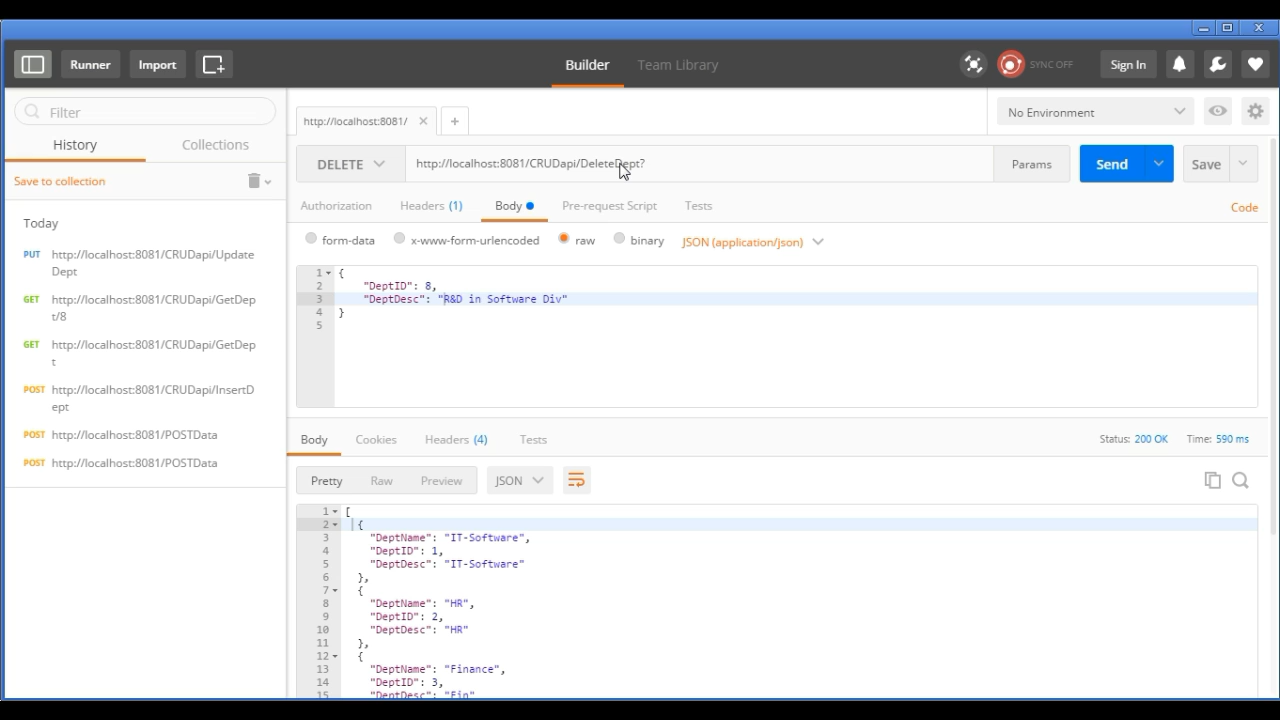 Runner
Import
Builder
Team Library
SYNC OFF
Sign In
Filter
History
Collections
Save to collection
Today
PUT http://localhost:8081/CRUDapi/Update
Dept
GET http://localhost:8081/CRUDapi/GetDep
t/8
GET http://localhost:8081/CRUDapi/GetDep
t
POST http://localhost:8081/CRUDapi/InsertD
ept
POST http://localhost:8081/POSTData
POST http://localhost:8081/POSTData
http://localhost:8081/
No Environment
DELETE
http://localhost:8081/CRUDapi/DeleteDept?
Params
Send
Save
Authorization
Headers (1)
Body
Pre-request Script
Tests
Code
form-data
x-www-form-urlencoded
raw
binary
JSON (application/json)
1 {
2 "DeptID": 8,
3 "DeptDesc": "R&D in Software Div"
4 }
5
Body
Cookies
Headers (4)
Tests
Status: 200 OK
Time: 590 ms
Pretty
Raw
Preview
JSON
1 [
2 {
3 "DeptName": "IT-Software",
4 "DeptID": 1,
5 "DeptDesc": "IT-Software"
6 },
7 {
8 "DeptName": "HR",
9 "DeptID": 2,
10 "DeptDesc": "HR"
11 },
12 {
13 "DeptName": "Finance",
14 "DeptID": 3,
15 "DeptDesc": "Fin"